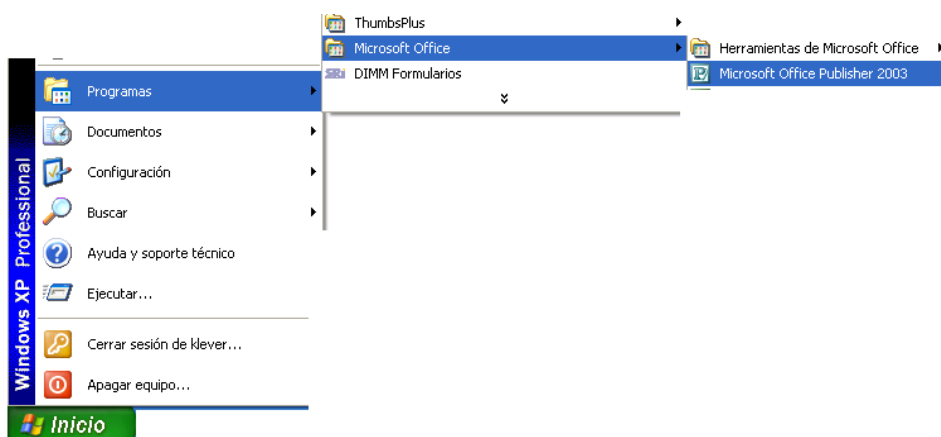 ThumbsPlus
Microsoft Office
SRi DIMM Formularios
Herramientas de Microsoft Office
Microsoft Office Publisher 2003
Programas
Documentos
Configuración
Buscar
Ayuda y soporte técnico
Ejecutar...
Cerrar sesión de klever...
Apagar equipo...
Windows XP Professional
Inicio